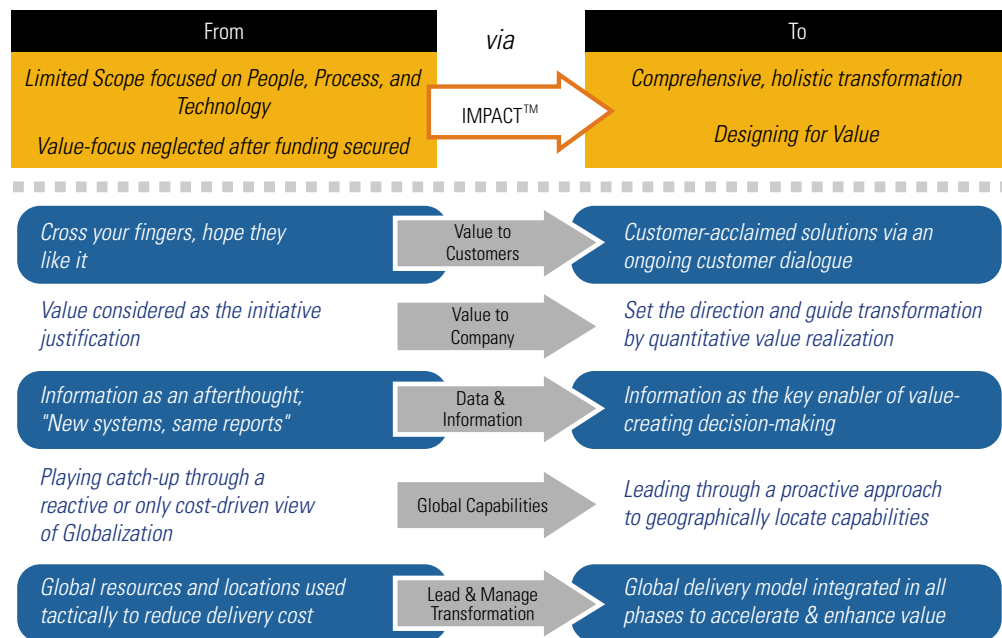 From
via
To
Limited Scope focused on People, Process, and
Technology
Value-focus neglected after funding secured
IMPACT™
Comprehensive, holistic transformation
Designing for Value
Cross your fingers, hope they
like it
Value to
Customers
Customer-acclaimed solutions via an
ongoing customer dialogue
Value considered as the initiative
justification
Value to
Company
Set the direction and guide transformation
by quantitative value realization
Information as an afterthought;
"New systems, same reports"
Data &
Information
Information as the key enabler of value-
creating decision-making
Playing catch-up through a
reactive or only cost-driven view
of Globalization
Global Capabilities
Leading through a proactive approach
to geographically locate capabilities
Global resources and locations used
tactically to reduce delivery cost
Lead & Manage
Transformation
Global delivery model integrated in all
phases to accelerate & enhance value